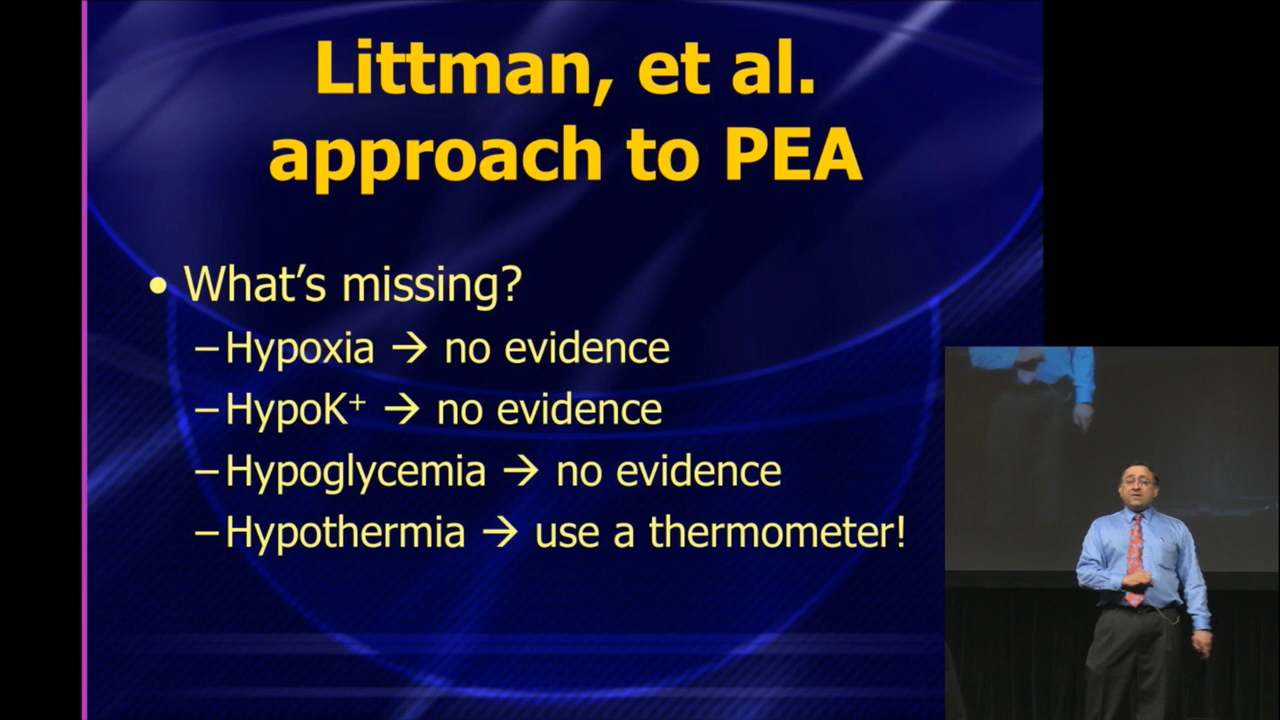 Littman, et al.
approach to PEA
• What's missing?
– Hypoxia → no evidence
– HypoK⁺ → no evidence
– Hypoglycemia → no evidence
– Hypothermia → use a thermometer!